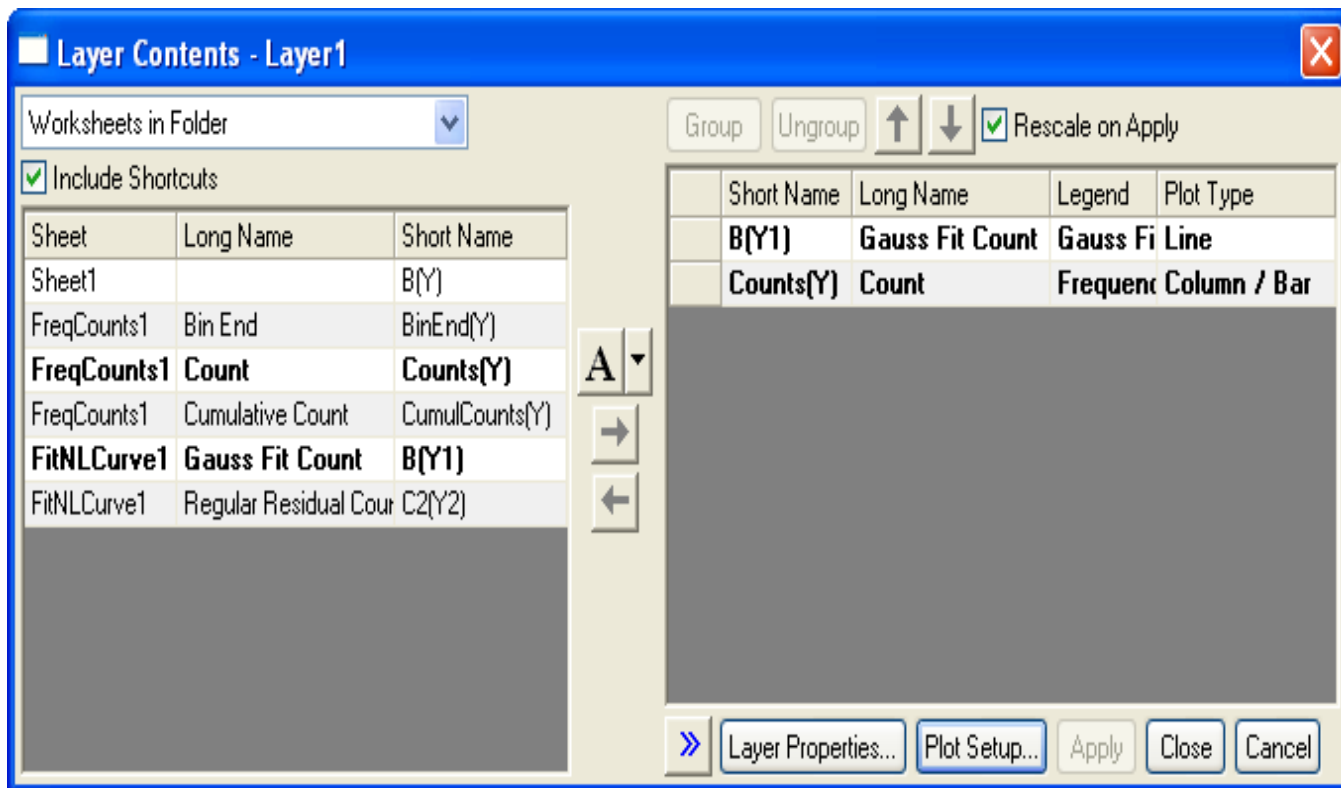 Layer Contents - Layer1
Worksheets in Folder
Include Shortcuts
Sheet Long Name Short Name
Sheet1 B(Y)
FreqCounts1 Bin End BinEnd(Y)
FreqCounts1 Count Counts(Y)
FreqCounts1 Cumulative Count CumulCounts(Y)
FitNLCurve1 Gauss Fit Count B(Y1)
FitNLCurve1 Regular Residual Cour C2(Y2)
A
Group Ungroup Rescale on Apply
Short Name Long Name Legend Plot Type
B(Y1) Gauss Fit Count Gauss Fi Line
Counts(Y) Count Frequenc Column / Bar
» Layer Properties... Plot Setup... Apply Close Cancel